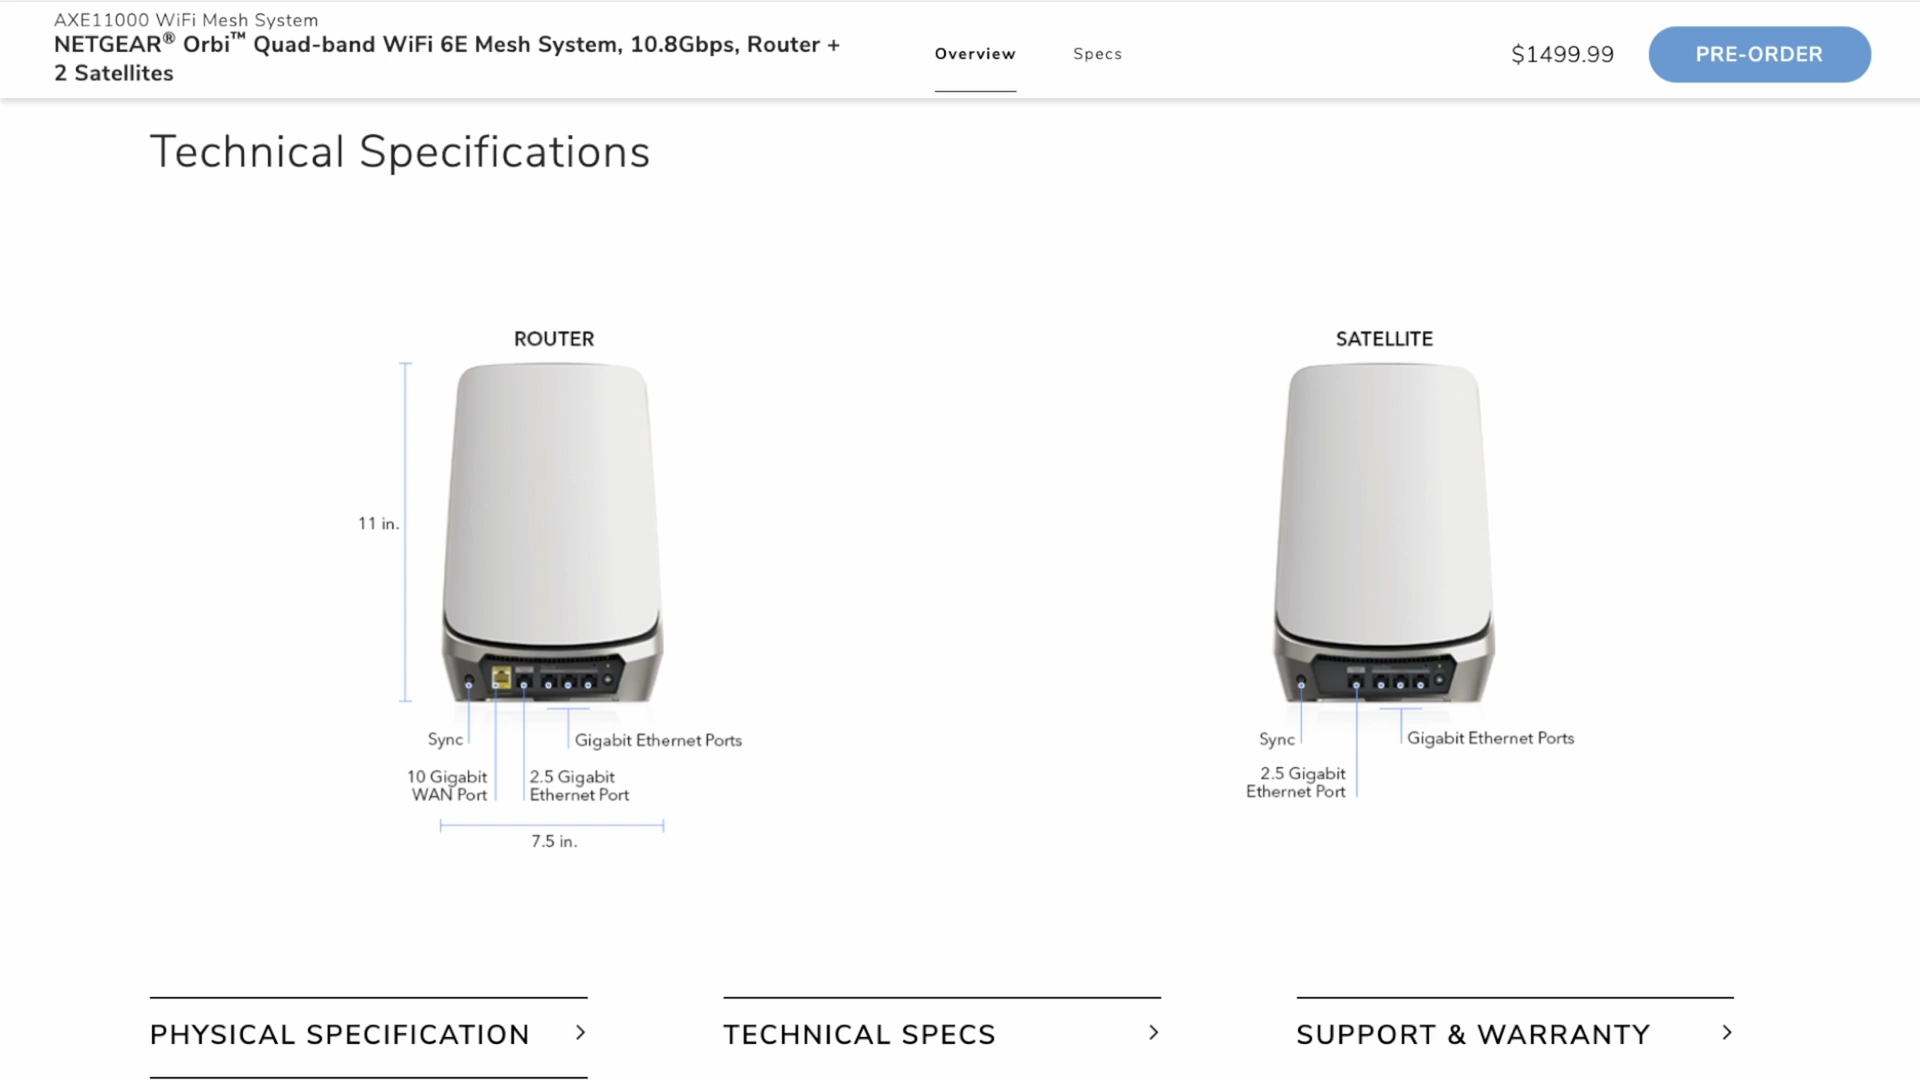 AXE11000 WiFi Mesh System
NETGEAR® Orbi™ Quad-band WiFi 6E Mesh System, 10.8Gbps, Router +
2 Satellites
Overview
Specs
$1499.99
PRE-ORDER
Technical Specifications
ROUTER
11 in.
Sync
Gigabit Ethernet Ports
10 Gigabit
WAN Port
2.5 Gigabit
Ethernet Port
7.5 in.
SATELLITE
Sync
Gigabit Ethernet Ports
2.5 Gigabit
Ethernet Port
PHYSICAL SPECIFICATION
TECHNICAL SPECS
SUPPORT & WARRANTY